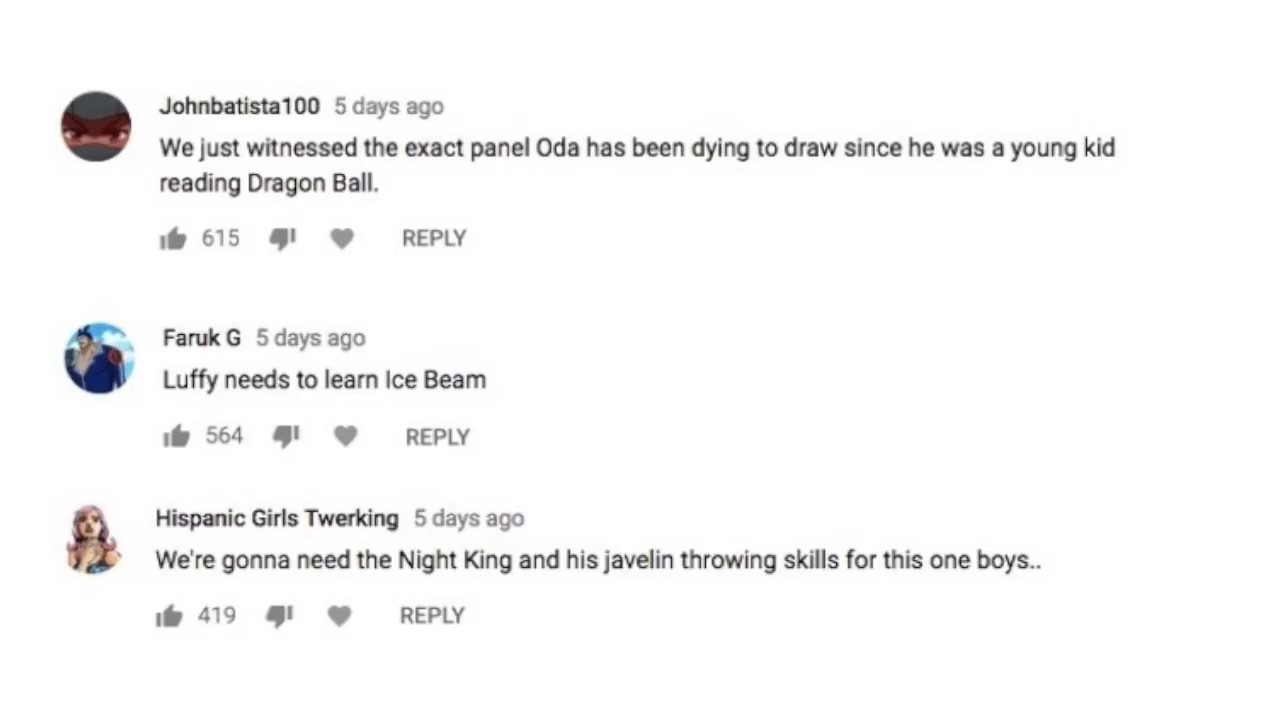 Johnbatista100 5 days ago
We just witnessed the exact panel Oda has been dying to draw since he was a young kid
reading Dragon Ball.
615 REPLY
Faruk G 5 days ago
Luffy needs to learn Ice Beam
564 REPLY
Hispanic Girls Twerking 5 days ago
We're gonna need the Night King and his javelin throwing skills for this one boys..
419 REPLY